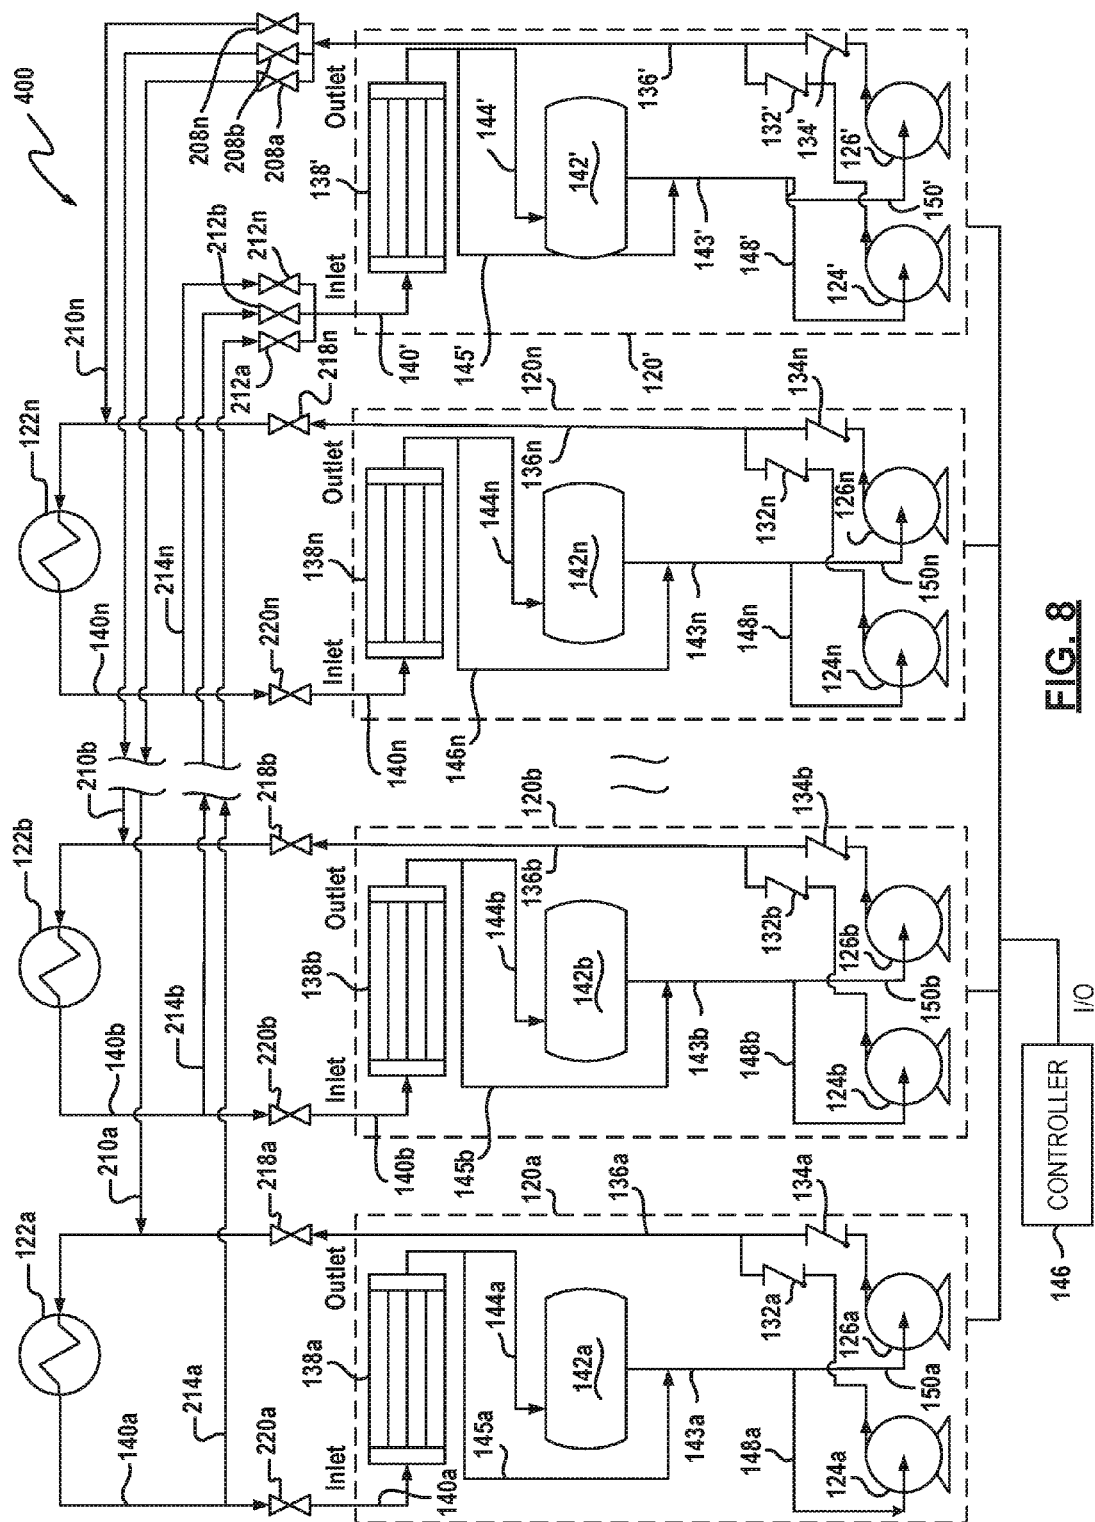 122a
122b
122n
400
140a
210a
140b
210b
140n
210n
214a
214b
214n
208n
208b
208a
212b
212n
212a
220a
218a
220b
218b
220n
218n
Inlet
Outlet
Inlet
Outlet
Inlet
Outlet
Inlet
Outlet
138a
138b
138n
138'
140a
140b
140n
140'
145a
144a
145b
144b
146n
144n
145'
144'
120a
120b
120n
120'
142a
142b
142n
142'
136a
136b
136n
136'
143a
143b
143n
143'
148a
132a
134a
148b
132b
134b
148n
132n
134n
148'
132'
134'
124a
126a
124b
126b
124n
126n
124'
126'
150a
150b
150n
150'
146
CONTROLLER
I/O
FIG. 8